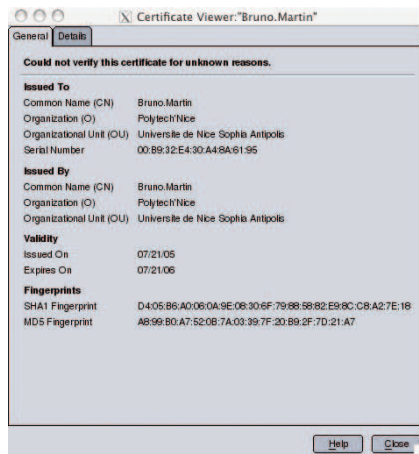 Certificate Viewer:"Bruno.Martin"
General Details
Could not verify this certificate for unknown reasons.
Issued To
Common Name (CN) Bruno.Martin
Organization (O) Polytech'Nice
Organizational Unit (OU) Universite de Nice Sophia Antipolis
Serial Number 00:B9:32:E4:30:A4:8A:61:95
Issued By
Common Name (CN) Bruno.Martin
Organization (O) Polytech'Nice
Organizational Unit (OU) Universite de Nice Sophia Antipolis
Validity
Issued On 07/21/05
Expires On 07/21/06
Fingerprints
SHA1 Fingerprint D4:05:B6:A0:06:0A:9E:08:30:6F:79:88:58:82:E9:8C:C8:A2:7E:18
MD5 Fingerprint A8:99:B0:A7:52:0B:7A:03:39:7F:20:B9:2F:7D:21:A7
Help Close